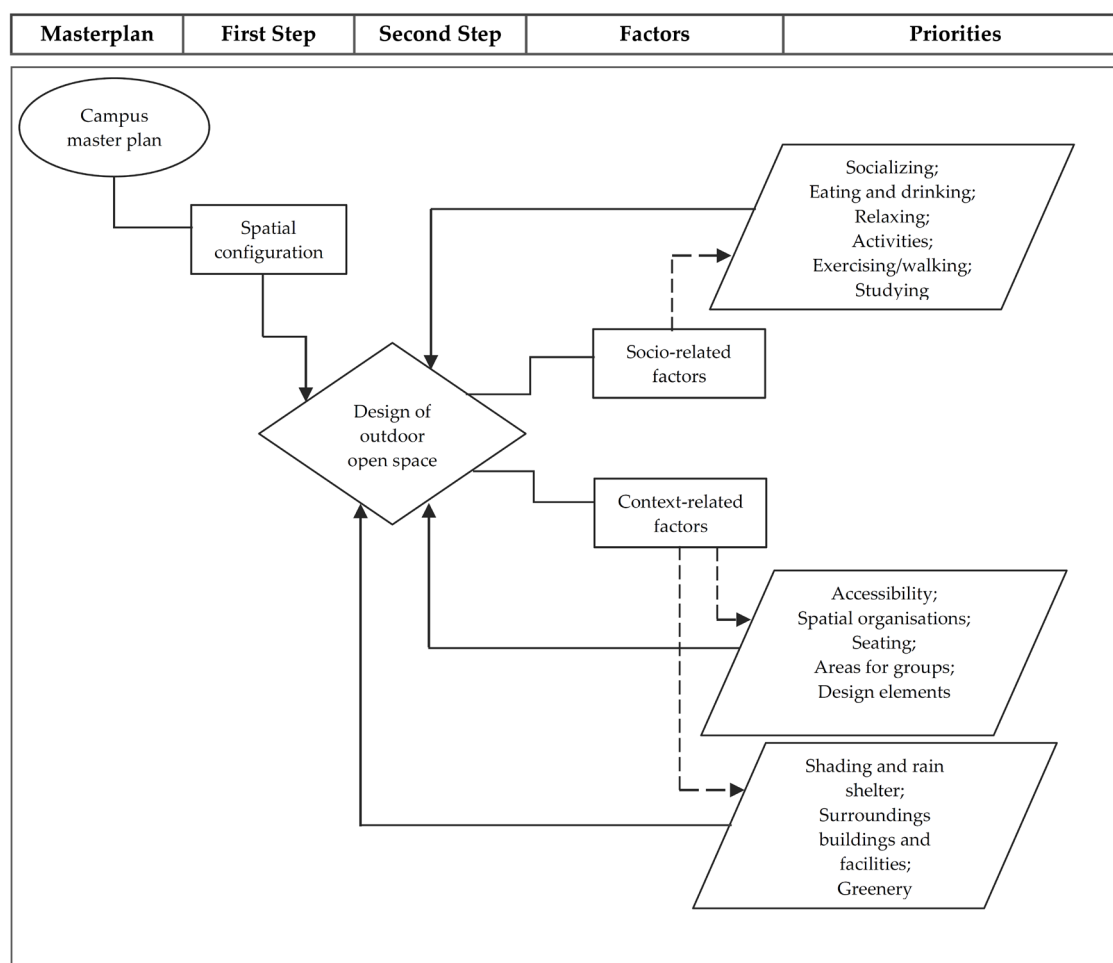 Masterplan
First Step
Second Step
Factors
Priorities
Campus
master plan
Spatial
configuration
Design of
outdoor
open space
Socio-related
factors
Context-related
factors
Socializing;
Eating and drinking;
Relaxing;
Activities;
Exercising/walking;
Studying
Accessibility;
Spatial organisations;
Seating;
Areas for groups;
Design elements
Shading and rain
shelter;
Surroundings
buildings and
facilities;
Greenery